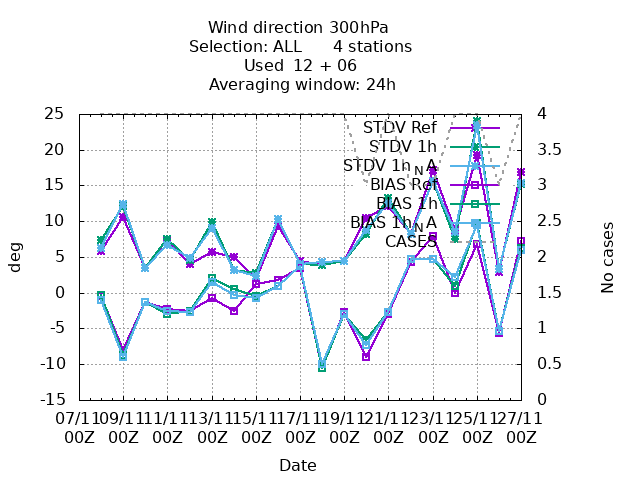 Wind direction 300hPa
Selection: ALL 4 stations
Used 12 + 06
Averaging window: 24h
25
20
15
10
5
0
-5
-10
-15
4
3.5
3
2.5
2
1.5
1
0.5
0
deg
No cases
STDV Ref
STDV 1h
STDV 1h_NA
BIAS Ref
BIAS 1h
BIAS 1h_NA
CASES
07/11 09/11 11/11 13/11 15/11 17/11 19/11 21/11 23/11 25/11 27/11
00Z 00Z 00Z 00Z 00Z 00Z 00Z 00Z 00Z 00Z 00Z
Date